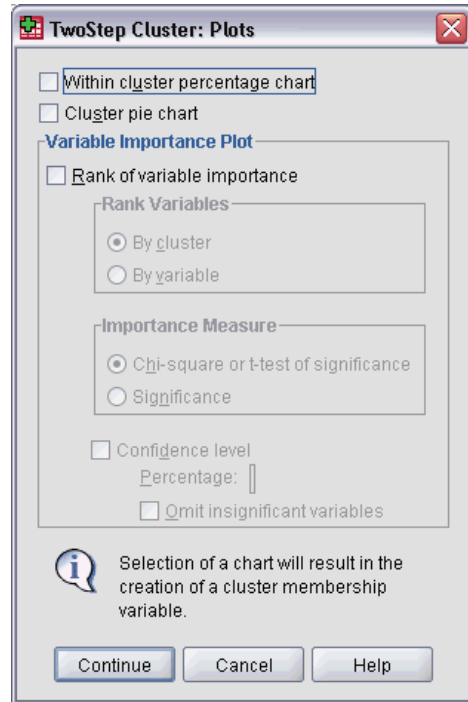 TwoStep Cluster: Plots
Within cluster percentage chart
Cluster pie chart
Variable Importance Plot
Rank of variable importance
Rank Variables
By cluster
By variable
Importance Measure
Chi-square or t-test of significance
Significance
Confidence level
Percentage:
Omit insignificant variables
Selection of a chart will result in the
creation of a cluster membership
variable.
Continue
Cancel
Help